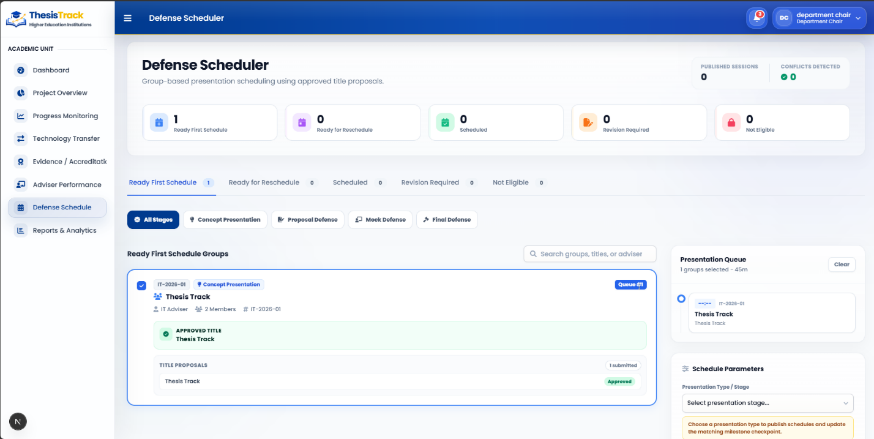 ThesisTrack
Higher Education Institutions
Defense Scheduler
3
DC
department chair
Department Chair
ACADEMIC UNIT
Dashboard
Project Overview
Progress Monitoring
Technology Transfer
Evidence / Accreditatik
Adviser Performance
Defense Schedule
Reports & Analytics
N
Defense Scheduler
Group-based presentation scheduling using approved title proposals.
PUBLISHED SESSIONS
0
CONFLICTS DETECTED
0
1
Ready First Schedule
0
Ready for Reschedule
0
Scheduled
0
Revision Required
0
Not Eligible
Ready First Schedule 1
Ready for Reschedule 0
Scheduled 0
Revision Required 0
Not Eligible 0
All Stages
Concept Presentation
Proposal Defense
Mock Defense
Final Defense
Ready First Schedule Groups
Search groups, titles, or adviser
IT-2026-01
Concept Presentation
Queue #1
Thesis Track
IT Adviser
2 Members
# IT-2026-01
APPROVED TITLE
Thesis Track
TITLE PROPOSALS
1 submitted
Thesis Track
Approved
Presentation Queue
1 groups selected - 45m
Clear
--:--
IT-2026-01
Thesis Track
Thesis Track
Schedule Parameters
Presentation Type / Stage
Select presentation stage...
Choose a presentation type to publish schedules and update
the matching milestone checkpoint.